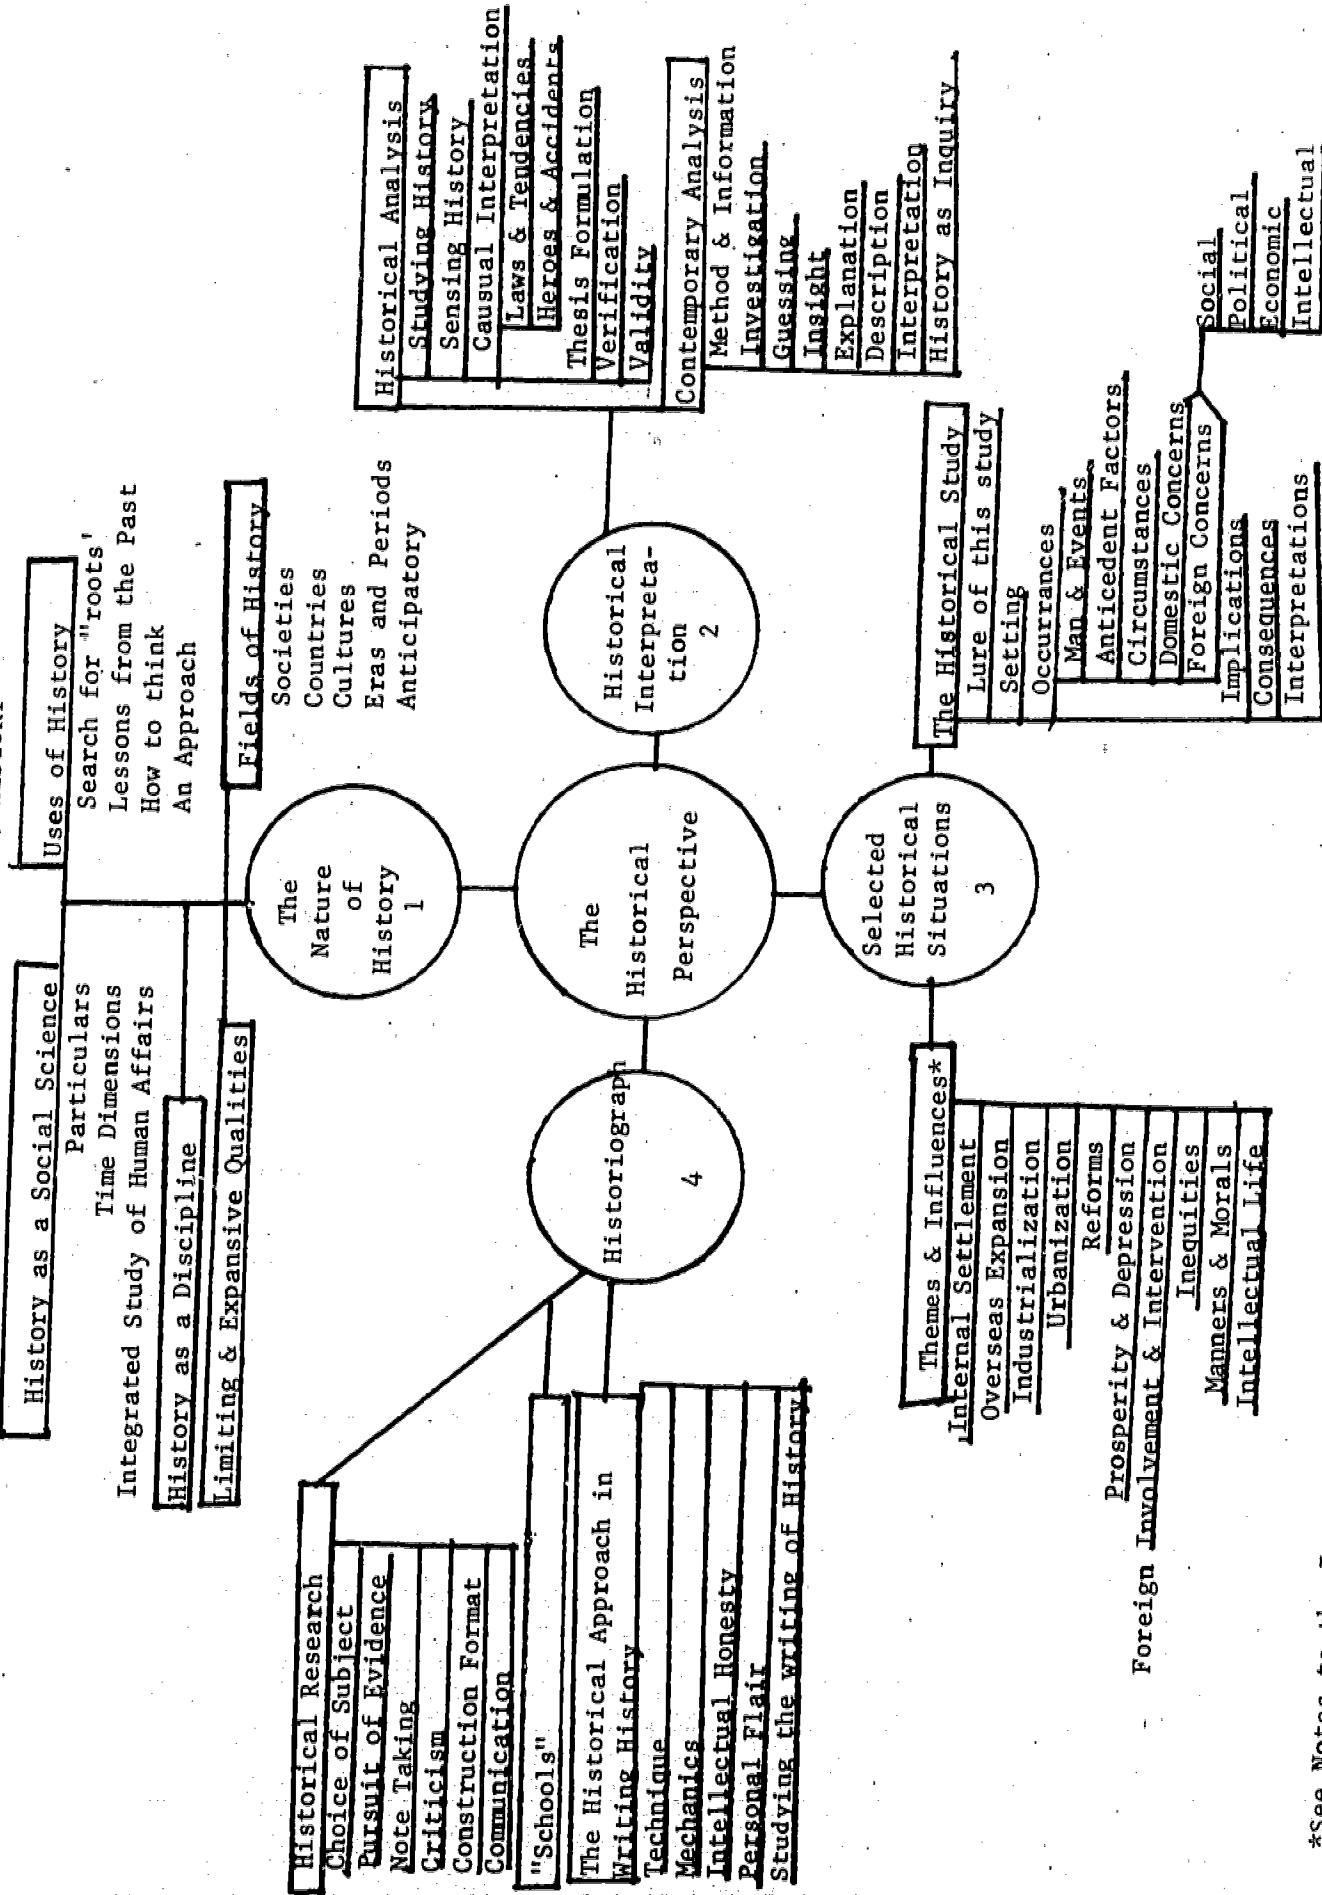 History as a Social Science
Particulars
Time Dimensions
Integrated Study of Human Affairs
History as a Discipline
Limiting & Expansive Qualities
Uses of History
Search for "roots'
Lessons from the Past
How to think
An Approach
Fields of History
Societies
Countries
Cultures
Eras and Periods
Anticipatory
The
Nature
of
History
1
Historical Research
Choice of Subject
Pursuit of Evidence
Note Taking
Criticism
Construction Format
Communication
"Schools"
The Historical Approach in
Writing History
Technique
Mechanics
Intellectual Honesty
Personal Flair
Studying the writing of History
Historiograph
4
The
Historical
Perspective
Historical
Interpreta-
tion
2
Historical Analysis
Studying History
Sensing History
Causual Interpretation
Laws & Tendencies
Heroes & Accidents
Thesis Formulation
Verification
Validity
Contemporary Analysis
Method & Information
Investigation
Guessing
Insight
Explanation
Description
Interpretation
History as Inquiry
Selected
Historical
Situations
3
Themes & Influences*
Internal Settlement
Overseas Expansion
Industrialization
Urbanization
Reforms
Prosperity & Depression
Foreign Involvement & Intervention
Inequities
Manners & Morals
Intellectual Life
The Historical Study
Lure of this study
Setting
Occurrances
Man & Events
Anticedent Factors
Circumstances
Domestic Concerns
Foreign Concerns
Implications
Consequences
Interpretations
Social
Political
Economic
Intellectual
*See Notes